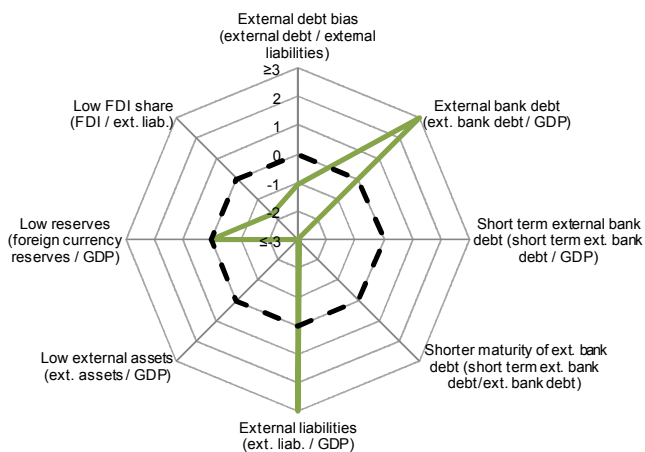 External debt bias
(external debt / external
liabilities)
≥3
2
1
0
-1
-2
≤-3
External bank debt
(ext. bank debt / GDP)
Short term external bank
debt (short term ext. bank
debt / GDP)
Shorter maturity of ext. bank
debt (short term ext. bank
debt/ext. bank debt)
External liabilities
(ext. liab. / GDP)
Low external assets
(ext. assets / GDP)
Low reserves
(foreign currency
reserves / GDP)
Low FDI share
(FDI / ext. liab.)